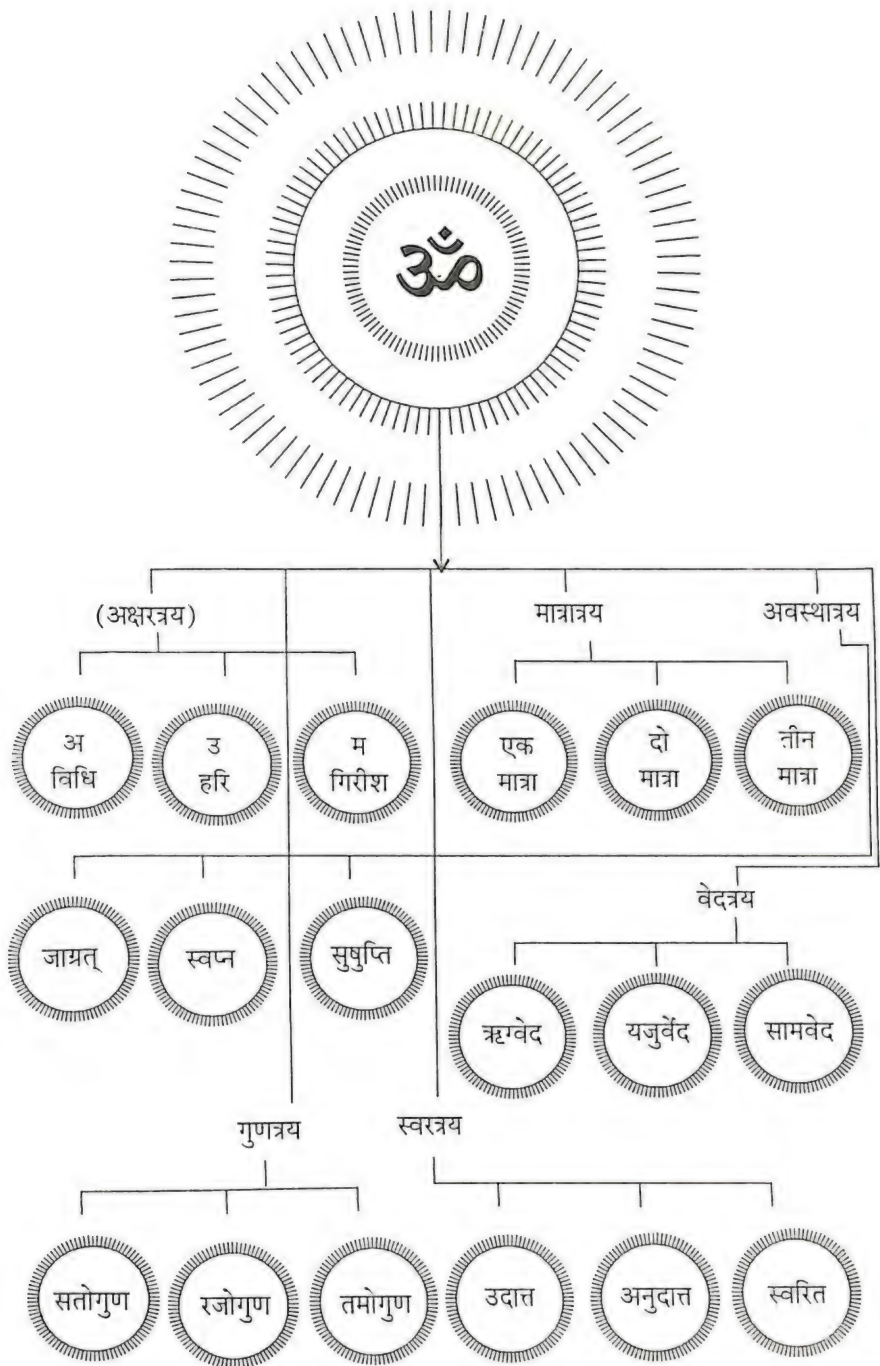 ॐ
(अक्षरत्रय) मात्रात्रय अवस्थात्रय
अ उ म एक दो तीन
विधि हरि गिरीश मात्रा मात्रा मात्रा
वेदत्रय
जाग्रत् स्वप्न सुषुप्ति
ऋग्वेद यजुर्वेद सामवेद
गुणत्रय स्वरत्रय
सतोगुण रजोगुण तमोगुण उदात्त अनुदात्त स्वरित